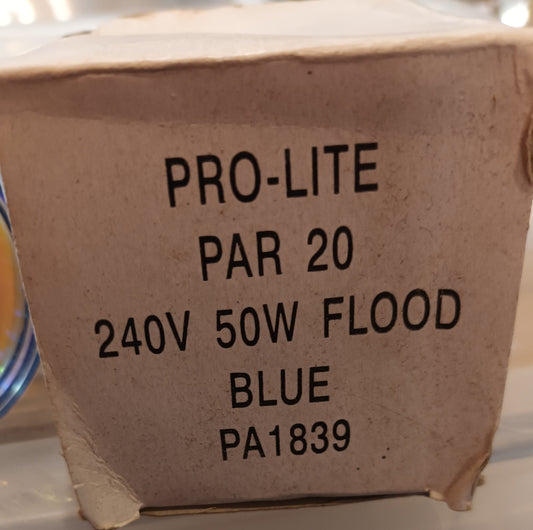 PRO-LITE
PAR 20
240V 50W FLOOD
BLUE
PA1839